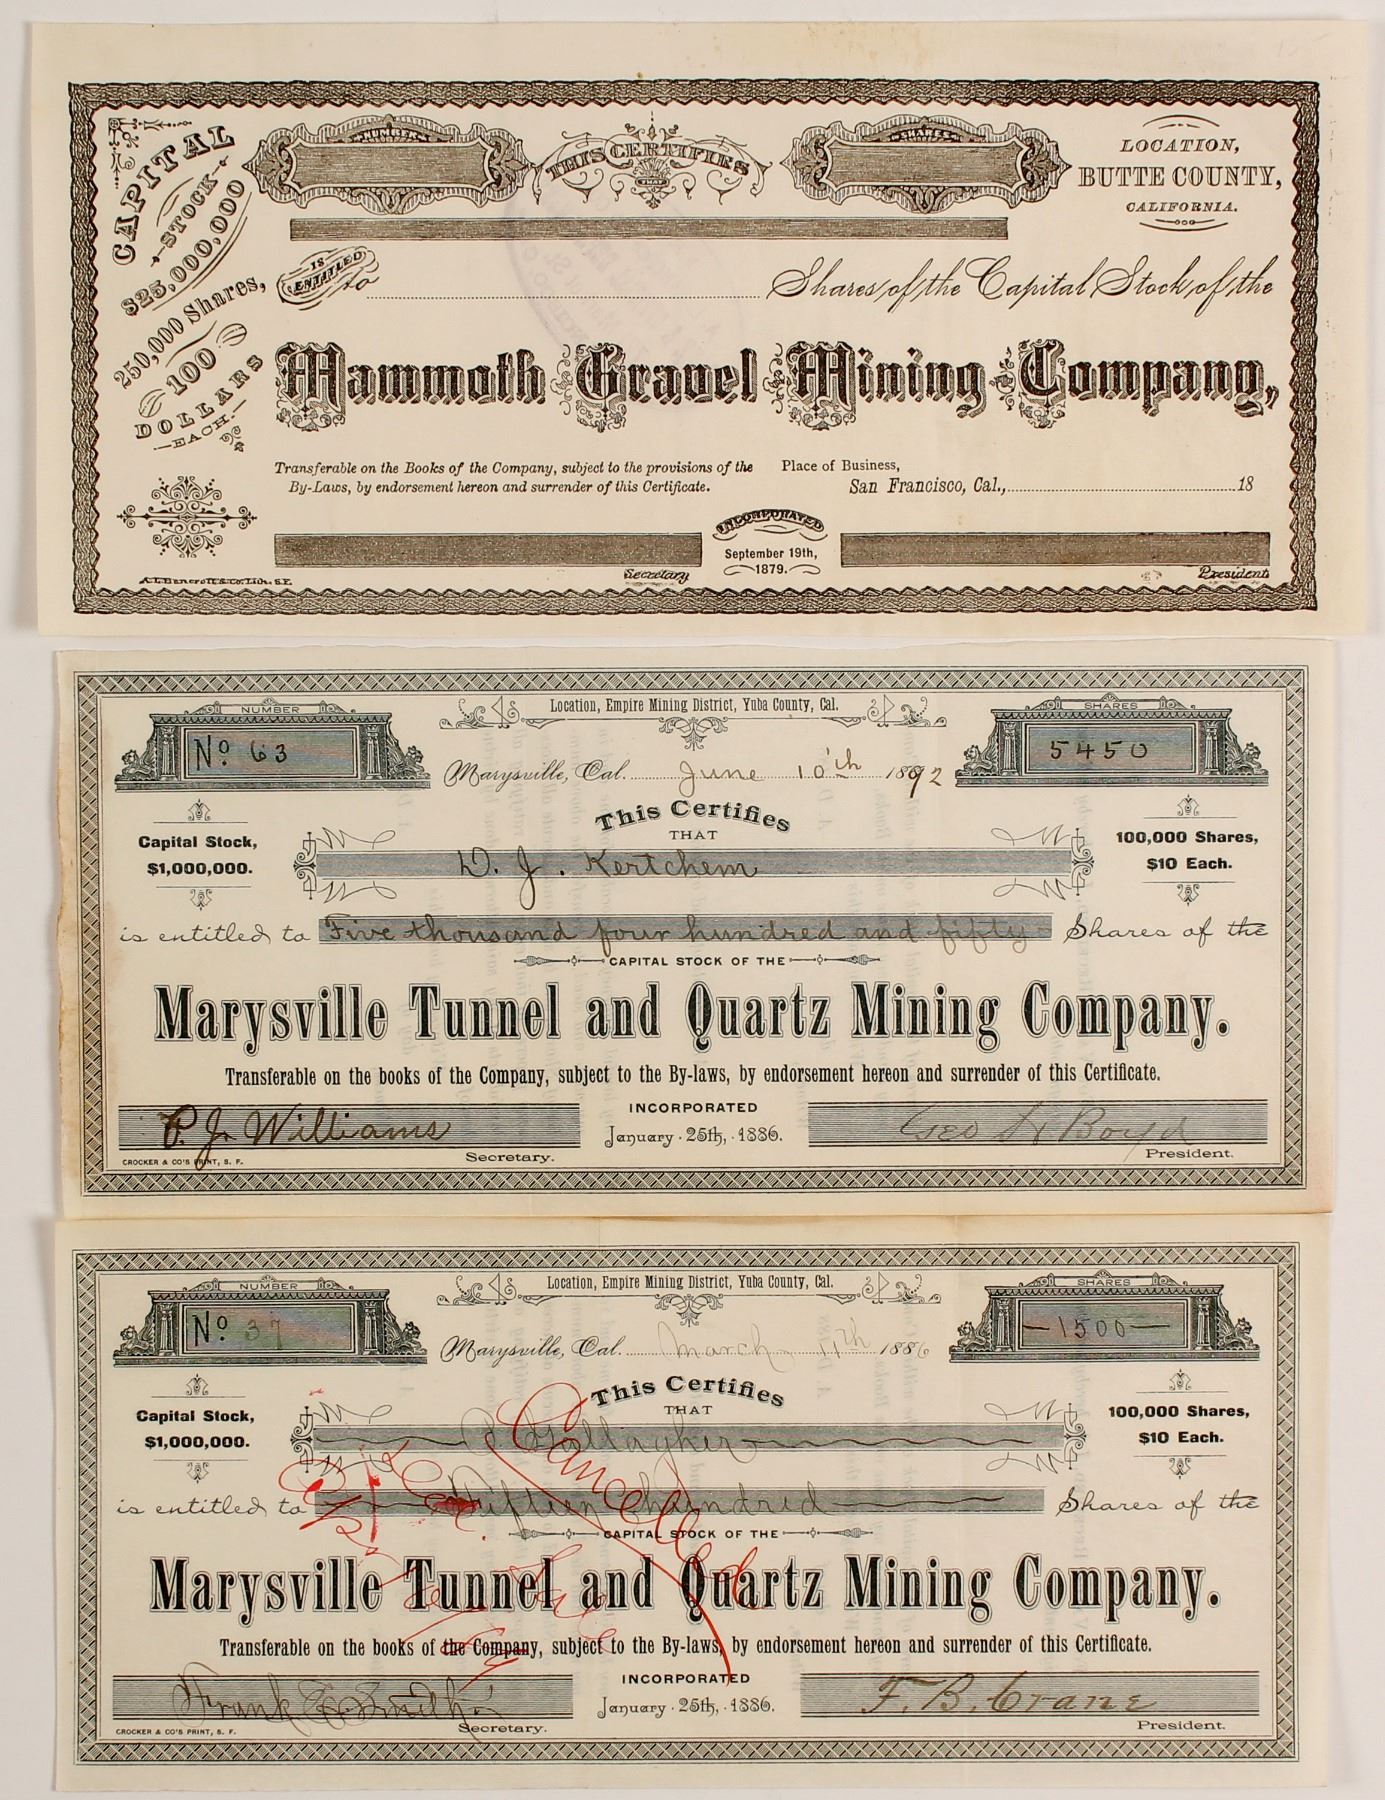 CAPITAL
STOCK
$25,000,000
250,000 Shares,
100
DOLLARS
EACH.
NUMBER
THIS CERTIFIES
THAT
SHARES
LOCATION,
BUTTE COUNTY,
CALIFORNIA.
IS
ENTITLED
to Shares of the Capital Stock of the
Mammoth Gravel Mining Company,
Transferable on the Books of the Company, subject to the provisions of the
By-Laws, by endorsement hereon and surrender of this Certificate.
Place of Business,
San Francisco, Cal., 18
INCORPORATED
September 19th,
1879.
Secretary
President
A.L. Bancroft & Co. Lith. S.F.
Location, Empire Mining District, Yuba County, Cal.
NUMBER
SHARES
No 63
5450
Marysville, Cal. June 10th 1892
This Certifies
THAT
Capital Stock,
$1,000,000.
100,000 Shares,
$10 Each.
D. J. Kertchem
is entitled to Five thousand four hundred and fifty Shares of the
CAPITAL STOCK OF THE
Marysville Tunnel and Quartz Mining Company.
Transferable on the books of the Company, subject to the By-laws, by endorsement hereon and surrender of this Certificate.
P. J. Williams
INCORPORATED
January 25th, 1886.
Geo Boyd
Secretary.
President.
CROCKER & CO'S PRINT, S. F.
Location, Empire Mining District, Yuba County, Cal.
NUMBER
SHARES
No 37
—1500—
Marysville, Cal. March 11th 1886
This Certifies
THAT
Capital Stock,
$1,000,000.
100,000 Shares,
$10 Each.
Gallagher
is entitled to Fifteen hundred Shares of the
Cancelled
CAPITAL STOCK OF THE
Marysville Tunnel and Quartz Mining Company.
Transferable on the books of the Company, subject to the By-laws, by endorsement hereon and surrender of this Certificate.
Frank E. Smith
INCORPORATED
January 25th, 1886.
F. B. Crane
Secretary.
President.
CROCKER & CO'S PRINT, S. F.